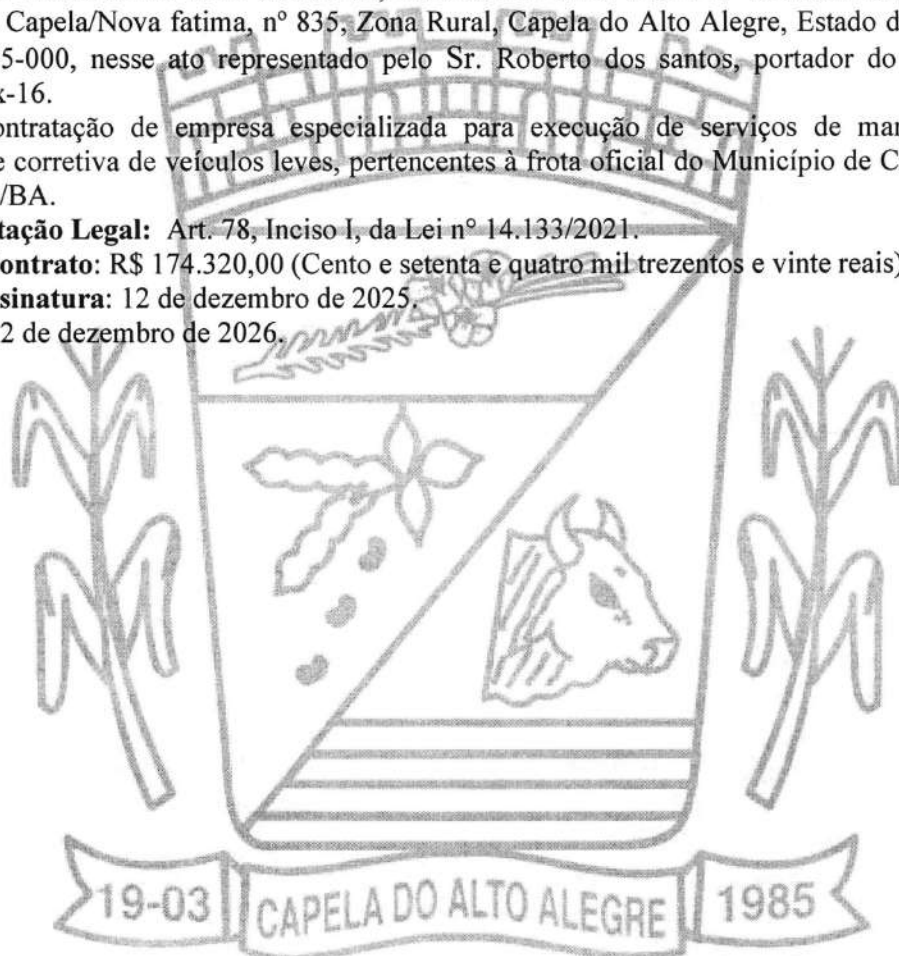 Capela/Nova fatima, nº 835, Zona Rural, Capela do Alto Alegre, Estado d
5-000, nesse ato representado pelo Sr. Roberto dos santos, portador do
x-16.
ontratação de empresa especializada para execução de serviços de mar
e corretiva de veículos leves, pertencentes à frota oficial do Município de C
/BA.
tação Legal: Art. 78, Inciso I, da Lei nº 14.133/2021.
ontrato: R$ 174.320,00 (Cento e setenta e quatro mil trezentos e vinte reais)
ssinatura: 12 de dezembro de 2025.
2 de dezembro de 2026.
19-03 CAPELA DO ALTO ALEGRE 1985